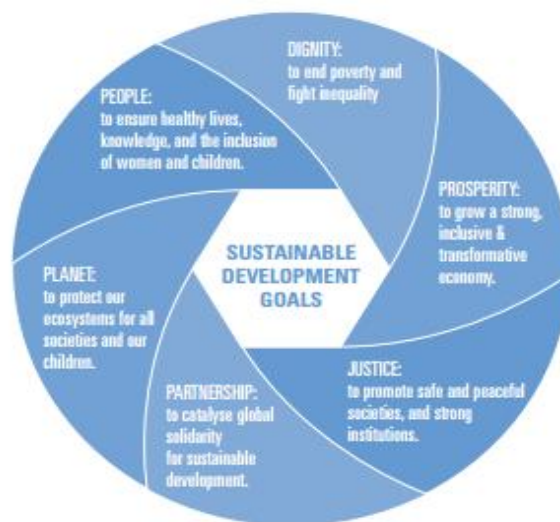 DIGNITY:
to end poverty and
fight inequality
PROSPERITY:
to grow a strong,
inclusive &
transformative
economy.
JUSTICE:
to promote safe and peaceful
societies, and strong
institutions.
PARTNERSHIP:
to catalyse global
solidarity
for sustainable
development.
PLANET:
to protect our
ecosystems for all
societies and our
children.
PEOPLE:
to ensure healthy lives,
knowledge, and the inclusion
of women and children.
SUSTAINABLE
DEVELOPMENT
GOALS